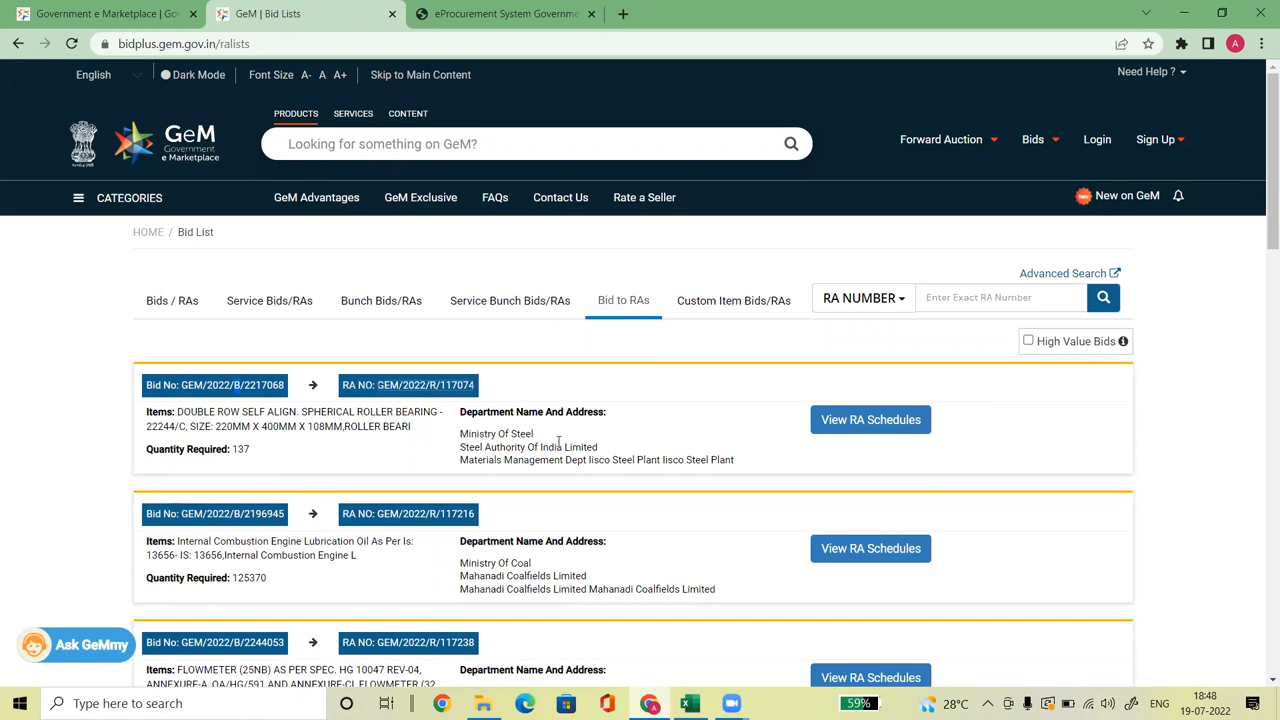 Government e Marketplace | Gov
GeM | Bid Lists
eProcurement System Governme
bidplus.gem.gov.in/ralists
A
English
Dark Mode
Font Size A- A A+
Skip to Main Content
Need Help ?
PRODUCTS SERVICES CONTENT
GeM
Government
e Marketplace
Looking for something on GeM?
Forward Auction
Bids
Login
Sign Up
CATEGORIES
GeM Advantages
GeM Exclusive
FAQs
Contact Us
Rate a Seller
New on GeM
HOME / Bid List
Advanced Search
Bids / RAs
Service Bids/RAs
Bunch Bids/RAs
Service Bunch Bids/RAs
Bid to RAs
Custom Item Bids/RAs
RA NUMBER
Enter Exact RA Number
High Value Bids
Bid No: GEM/2022/B/2217068
RA NO: GEM/2022/R/117074
Items: DOUBLE ROW SELF ALIGN. SPHERICAL ROLLER BEARING -
22244/C, SIZE: 220MM X 400MM X 108MM,ROLLER BEARI
Quantity Required: 137
Department Name And Address:
Ministry Of Steel
Steel Authority Of India Limited
Materials Management Dept Iisco Steel Plant Iisco Steel Plant
View RA Schedules
Bid No: GEM/2022/B/2196945
RA NO: GEM/2022/R/117216
Items: Internal Combustion Engine Lubrication Oil As Per Is:
13656- IS: 13656,Internal Combustion Engine L
Quantity Required: 125370
Department Name And Address:
Ministry Of Coal
Mahanadi Coalfields Limited
Mahanadi Coalfields Limited Mahanadi Coalfields Limited
View RA Schedules
Bid No: GEM/2022/B/2244053
RA NO: GEM/2022/R/117238
Items: FLOWMETER (25NB) AS PER SPEC. HG 10047 REV-04,
ANNEXURE-A, QA/HG/591 AND ANNEXURE-CI, FLOWMETER (32
Department Name And Address:
View RA Schedules
Ask GeMmy
Type here to search
59%
28°C
ENG
18:48
19-07-2022